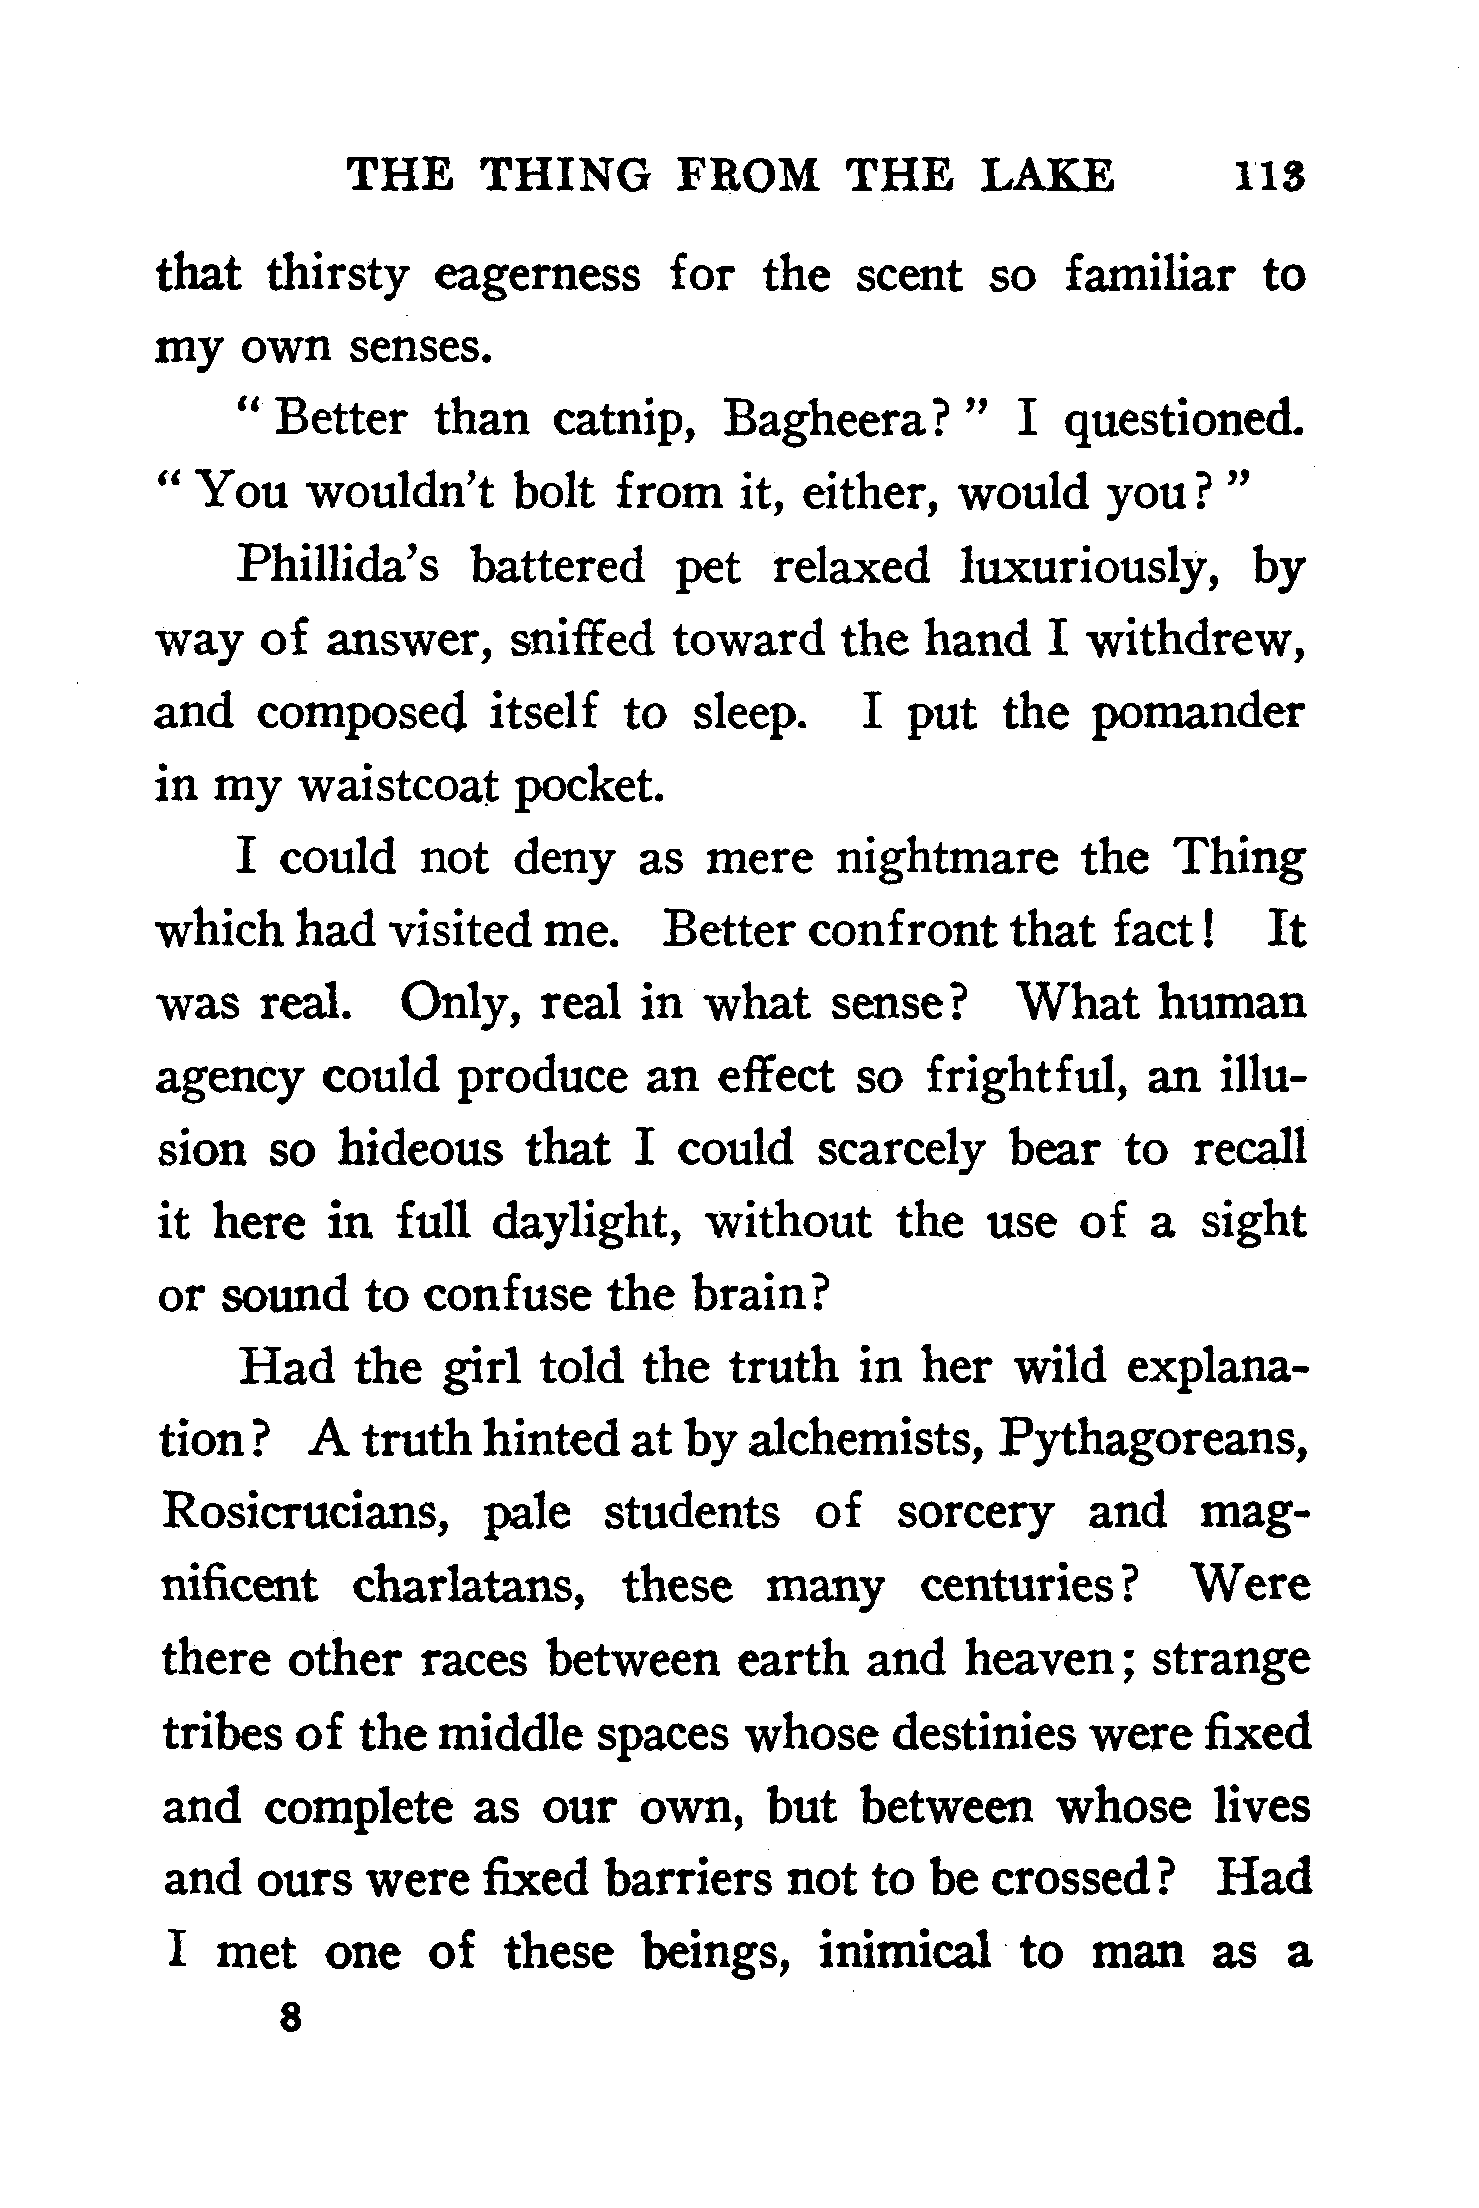 THE THING FROM THE LAKE 113
that thirsty eagerness for the scent so familiar to
my own senses.
“ Better than catnip, Bagheera? ” I questioned.
“ You wouldn’t bolt from it, either, would you? ”
Phillida’s battered pet relaxed luxuriously, by
way of answer, sniffed toward the hand I withdrew,
and composed itself to sleep. I put the pomander
in my waistcoat pocket.
I could not deny as mere nightmare the Thing
which had visited me. Better confront that fact! It
was real. Only, real in what sense? What human
agency could produce an effect so frightful, an illu-
sion so hideous that I could scarcely bear to recall
it here in full daylight, without the use of a sight
or sound to confuse the brain?
Had the girl told the truth in her wild explana-
tion? A truth hinted at by alchemists, Pythagoreans,
Rosicrucians, pale students of sorcery and mag-
nificent charlatans, these many centuries? Were
there other races between earth and heaven; strange
tribes of the middle spaces whose destinies were fixed
and complete as our own, but between whose lives
and ours were fixed barriers not to be crossed? Had
I met one of these beings, inimical to man as a
8